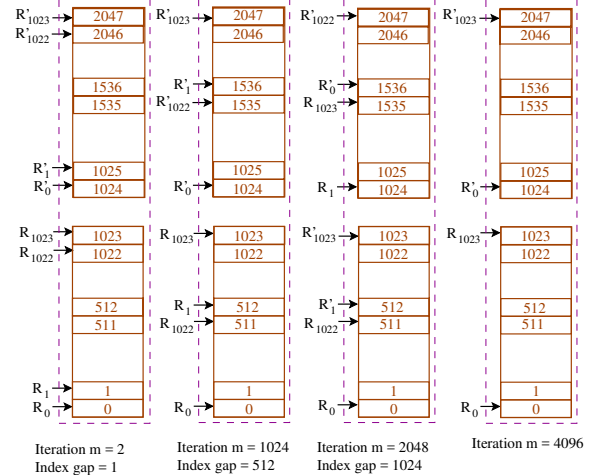 R'1023 2047
R'1022 2046
1536
1535
R'1 1025
R'0 1024
R1023 1023
R1022 1022
512
511
R1 1
R0 0
Iteration m = 2
Index gap = 1
R'1023 2047
2046
R'1 1536
R'1022 1535
1025
R'0 1024
R1023 1023
1022
R1 512
R1022 511
1
R0 0
Iteration m = 1024
Index gap = 512
R'1022 2047
2046
R'0 1536
R1023 1535
1025
R1 1024
R'1023 1023
1022
R'1 512
R1022 511
1
R0 0
Iteration m = 2048
Index gap = 1024
R'1023 2047
2046
1536
1535
1025
R'0 1024
R1023 1023
1022
512
511
1
R0 0
Iteration m = 4096